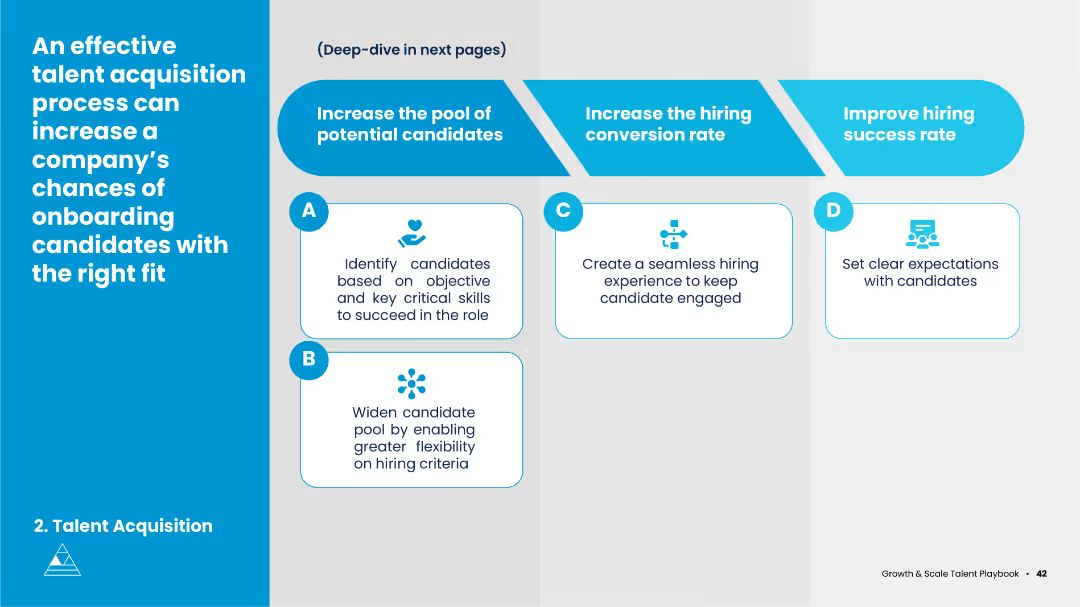 An effective
talent acquisition
process can
increase a
company's
chances of
onboarding
candidates with
the right fit
2. Talent Acquisition
(Deep-dive in next pages)
Increase the pool of
potential candidates
Increase the hiring
conversion rate
Improve hiring
success rate
A
Identify candidates
based on objective
and key critical skills
to succeed in the role
B
Widen candidate
pool by enabling
greater flexibility
on hiring criteria
C
Create a seamless hiring
experience to keep
candidate engaged
D
Set clear expectations
with candidates
Growth & Scale Talent Playbook • 42